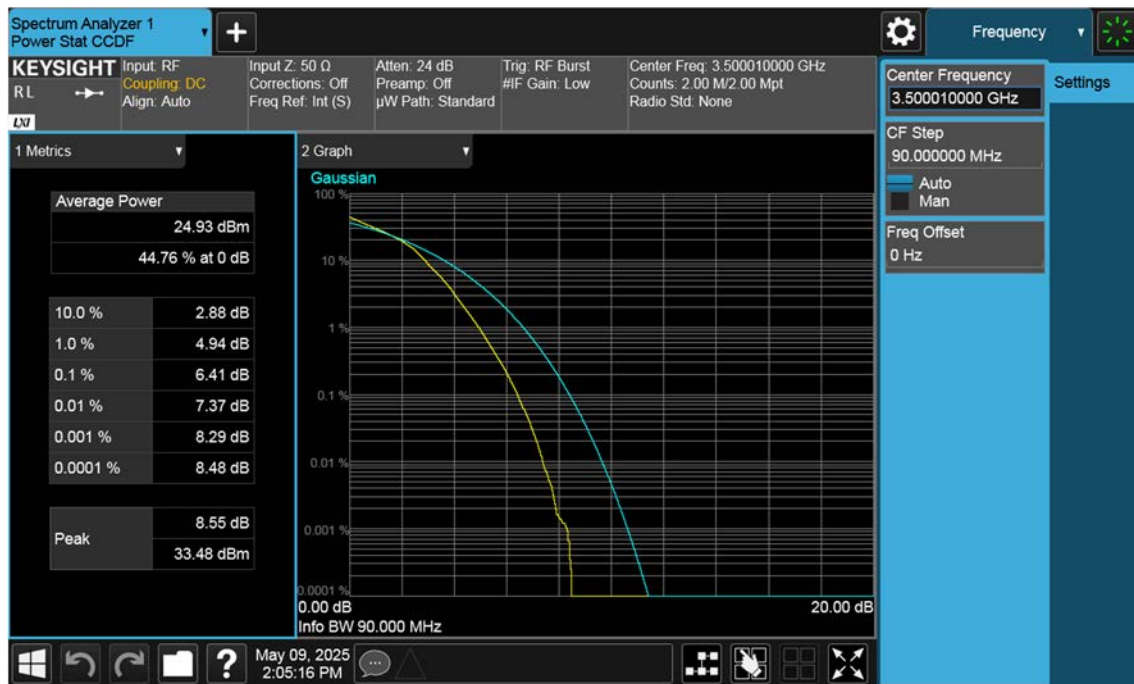 Spectrum Analyzer 1
Power Stat CCDF
Frequency
KEYSIGHT
R L
LXI
Input: RF
Coupling: DC
Align: Auto
Input Z: 50 Ω
Corrections: Off
Freq Ref: Int (S)
Atten: 24 dB
Preamp: Off
µW Path: Standard
Trig: RF Burst
#IF Gain: Low
Center Freq: 3.500010000 GHz
Counts: 2.00 M/2.00 Mpt
Radio Std: None
Center Frequency
3.500010000 GHz
Settings
CF Step
90.000000 MHz
Auto
Man
Freq Offset
0 Hz
1 Metrics
Average Power
24.93 dBm
44.76 % at 0 dB
10.0 % 2.88 dB
1.0 % 4.94 dB
0.1 % 6.41 dB
0.01 % 7.37 dB
0.001 % 8.29 dB
0.0001 % 8.48 dB
Peak
8.55 dB
33.48 dBm
2 Graph
Gaussian
100 %
10 %
1 %
0.1 %
0.01 %
0.001 %
0.0001 %
0.00 dB 20.00 dB
Info BW 90.000 MHz
?
May 09, 2025
2:05:16 PM